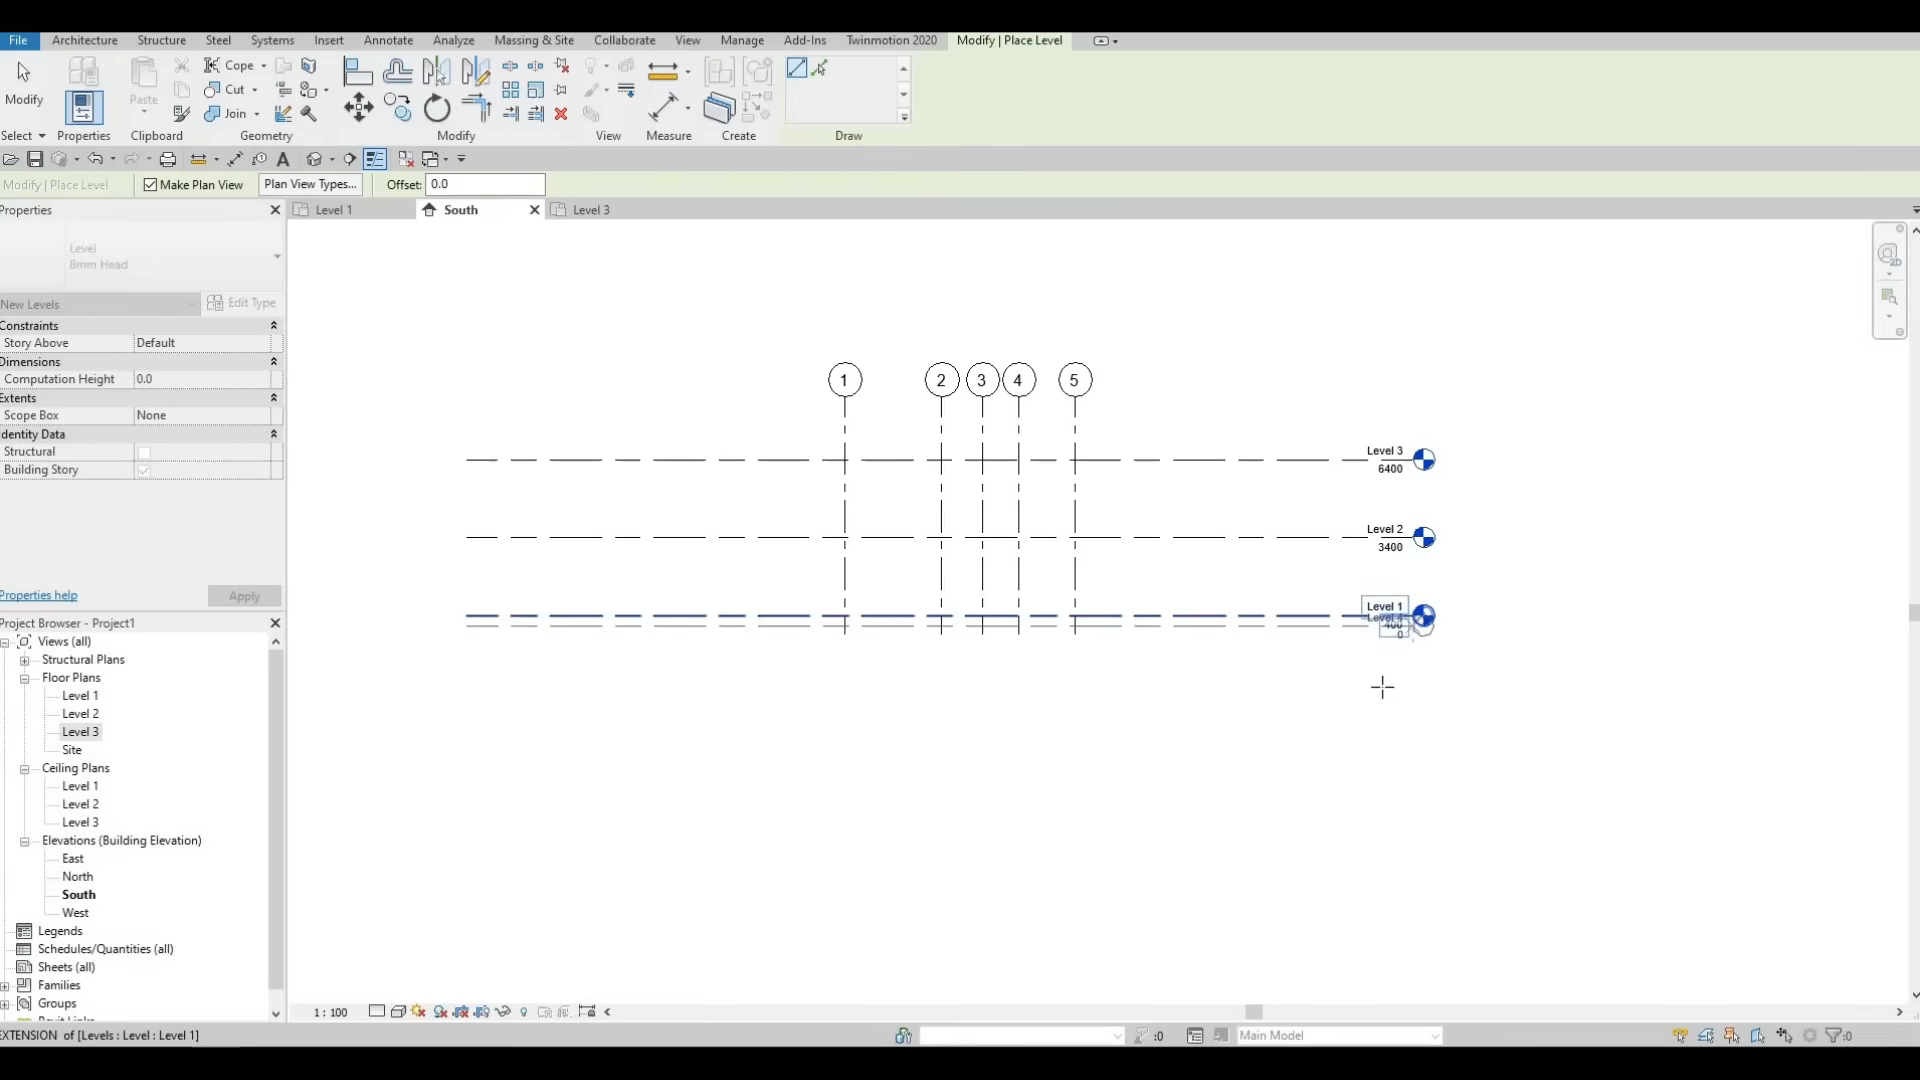 File Architecture Structure Steel Systems Insert Annotate Analyze Massing & Site Collaborate View Manage Add-Ins Twinmotion 2020 Modify | Place Level
Modify Paste Cope Cut Join
Select Properties Clipboard Geometry Modify View Measure Create Draw
A
Modify | Place Level Make Plan View Plan View Types... Offset: 0.0
Properties Level 1 South Level 3
Level
8mm Head
2D
New Levels Edit Type
Constraints
Story Above Default
Dimensions
Computation Height 0.0
Extents
Scope Box None
Identity Data
Structural
Building Story
Properties help Apply
1 2 3 4 5
Level 3
6400
Level 2
3400
Level 1
0
Project Browser - Project1
Views (all)
Structural Plans
Floor Plans
Level 1
Level 2
Level 3
Site
Ceiling Plans
Level 1
Level 2
Level 3
Elevations (Building Elevation)
East
North
South
West
Legends
Schedules/Quantities (all)
Sheets (all)
Families
Groups
1 : 100
EXTENSION of [Levels : Level : Level 1] :0 Main Model :0